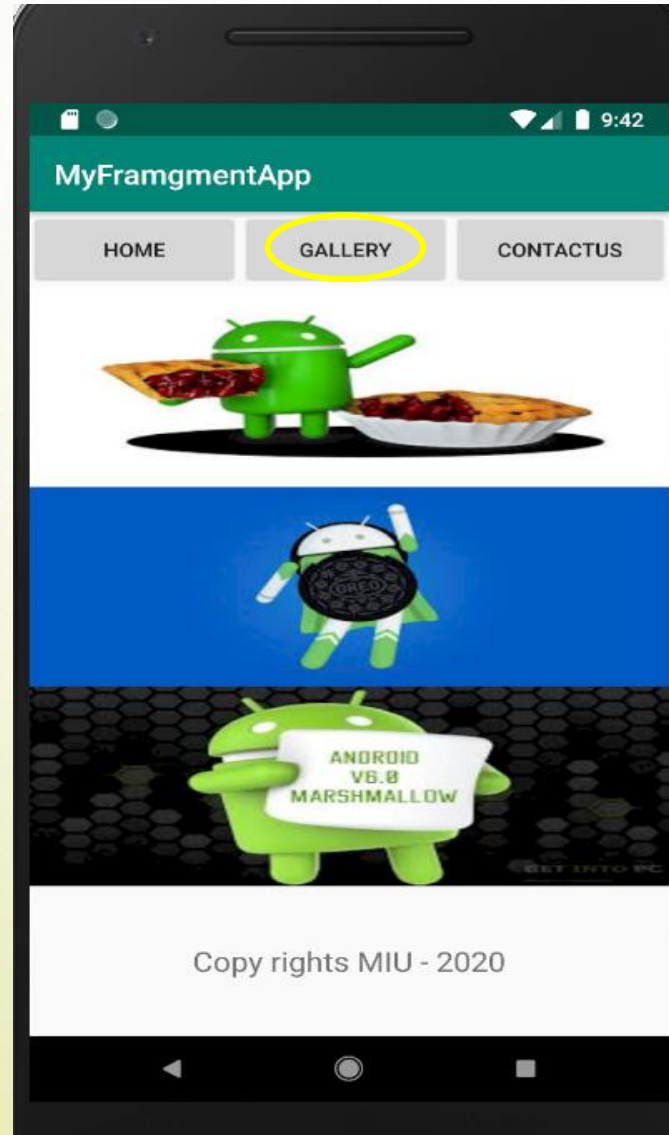 9:42
MyFramgmentApp
HOME GALLERY CONTACTUS
OREO
ANDROID
V6.0
MARSHMALLOW
GET INTO PC
Copy rights MIU - 2020